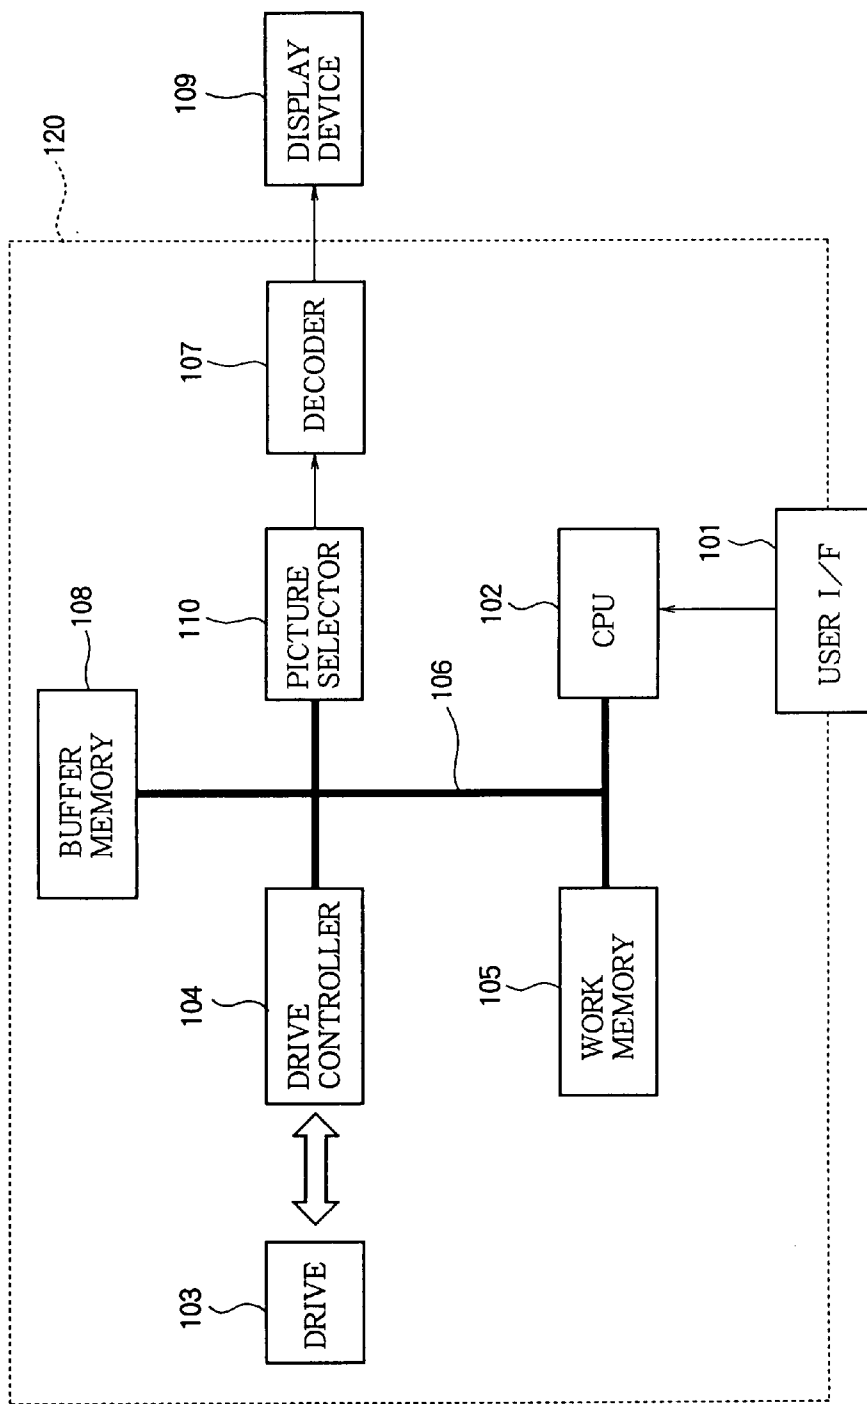 120
108
BUFFER
MEMORY
103
DRIVE
104
DRIVE
CONTROLLER
110
PICTURE
SELECTOR
107
DECODER
109
DISPLAY
DEVICE
106
105
WORK
MEMORY
102
CPU
101
USER I/F